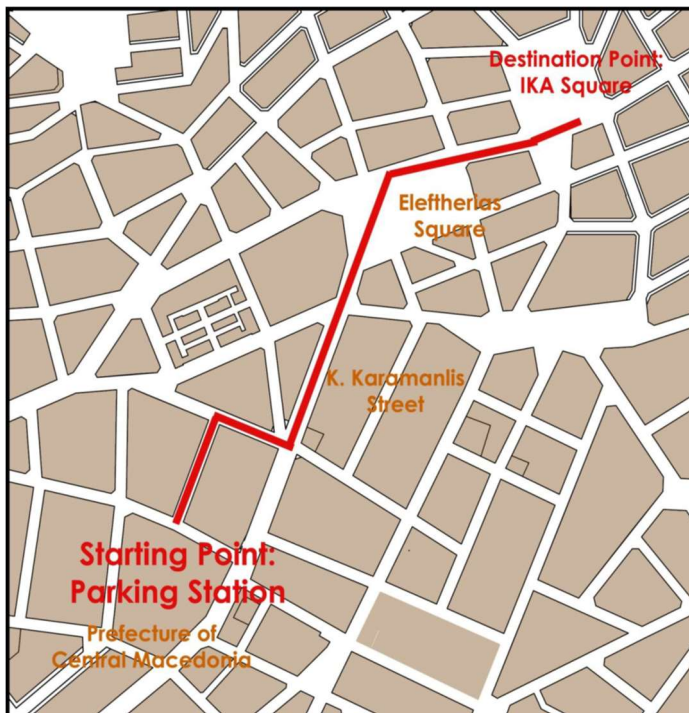 Destination Point:
IKA Square
Eleftherias
Square
K. Karamanlis
Street
Starting Point:
Parking Station
Prefecture of
Central Macedonia